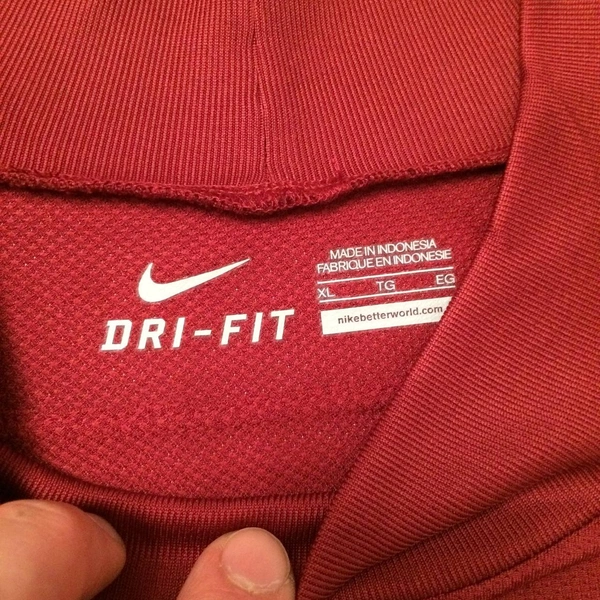 DRI-FIT
MADE IN INDONESIA
FABRIQUE EN INDONESIE
XL TG EG
nikebetterworld.com